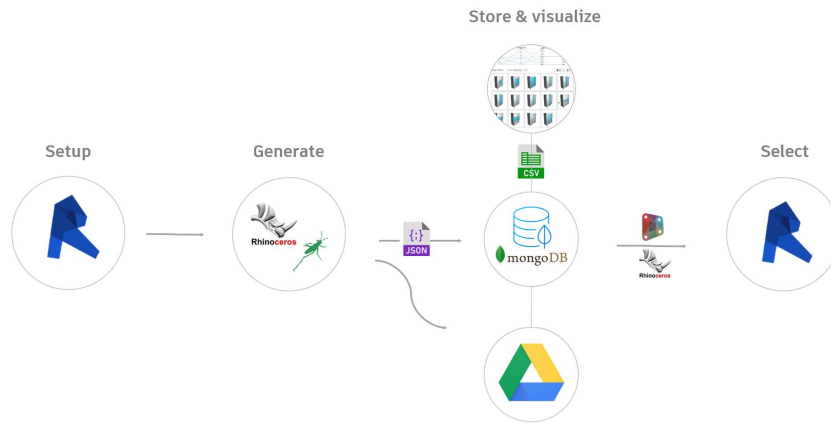 Store & visualize
Setup
Generate
Select
CSV
Rhinoceros
{;}
JSON
mongoDB
Rhinoceros